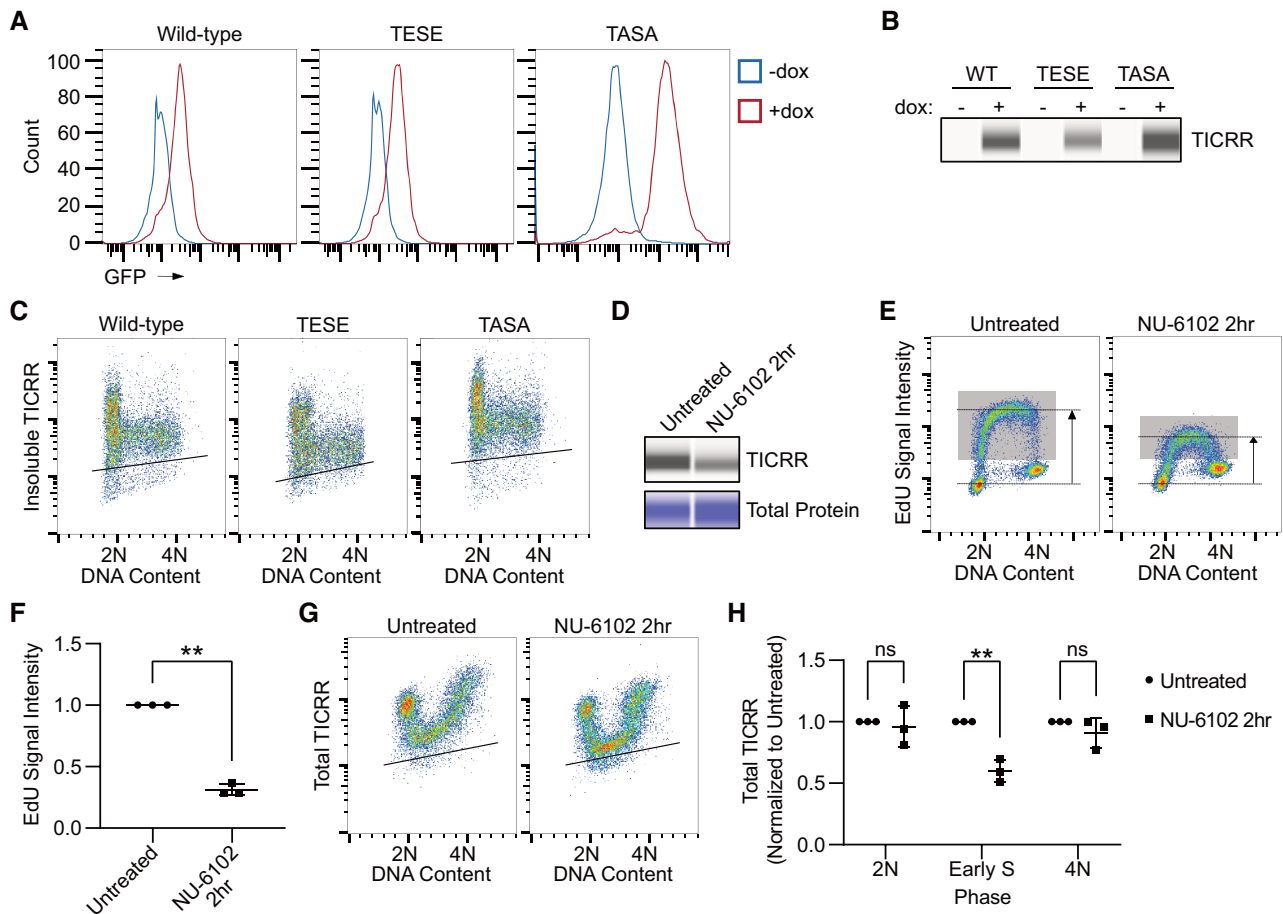 A
Wild-type
TESE
TASA
-dox
+dox
100
80
60
40
20
0
Count
GFP
B
WT
TESE
TASA
dox:
-
+
-
+
-
+
TICRR
C
Wild-type
TESE
TASA
Insoluble TICRR
2N
4N
2N
4N
2N
4N
DNA Content
DNA Content
DNA Content
D
Untreated
NU-6102 2hr
TICRR
Total Protein
E
Untreated
NU-6102 2hr
EdU Signal Intensity
2N
4N
2N
4N
DNA Content
DNA Content
F
1.5
1.0
0.5
0.0
EdU Signal Intensity
**
Untreated
NU-6102
2hr
G
Untreated
NU-6102 2hr
Total TICRR
2N
4N
2N
4N
DNA Content
DNA Content
H
Total TICRR
(Normalized to Untreated)
1.5
1.0
0.5
0.0
ns
**
ns
Untreated
NU-6102 2hr
2N
Early S
4N
Phase